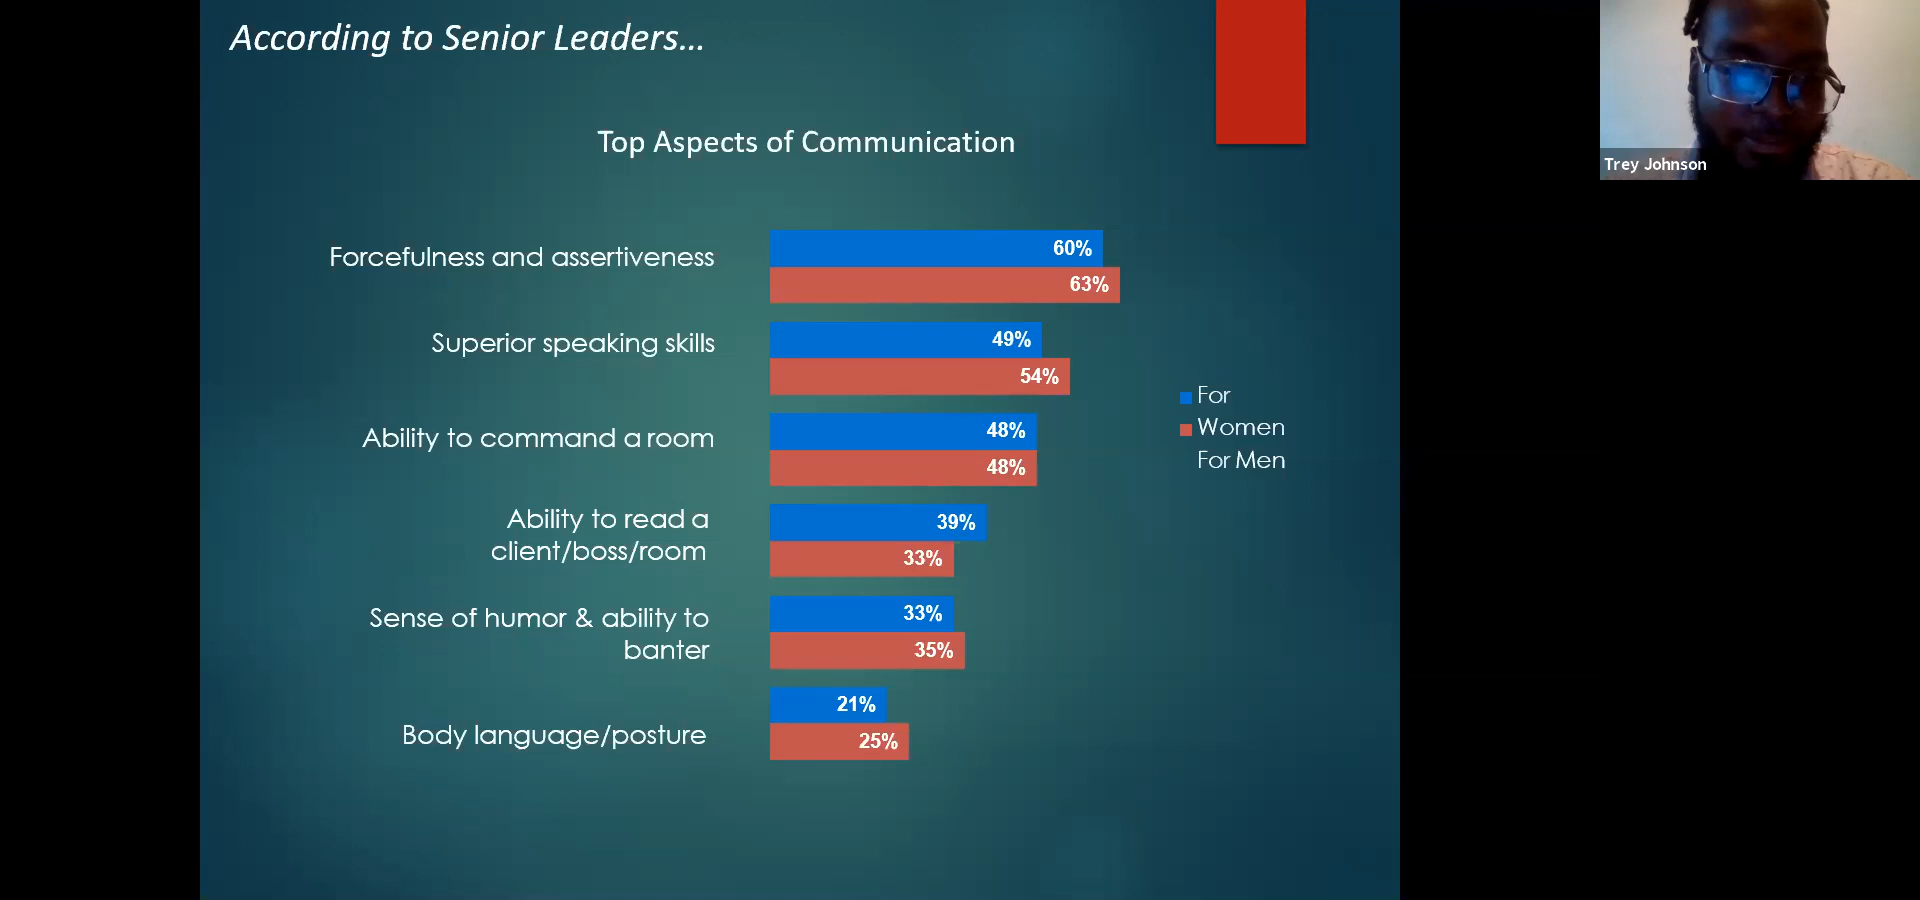 According to Senior Leaders...
Trey Johnson
Top Aspects of Communication
Forcefulness and assertiveness
60%
63%
Superior speaking skills
49%
54%
Ability to command a room
48%
48%
Ability to read a
client/boss/room
39%
33%
Sense of humor & ability to
banter
33%
35%
Body language/posture
21%
25%
For
Women
For Men